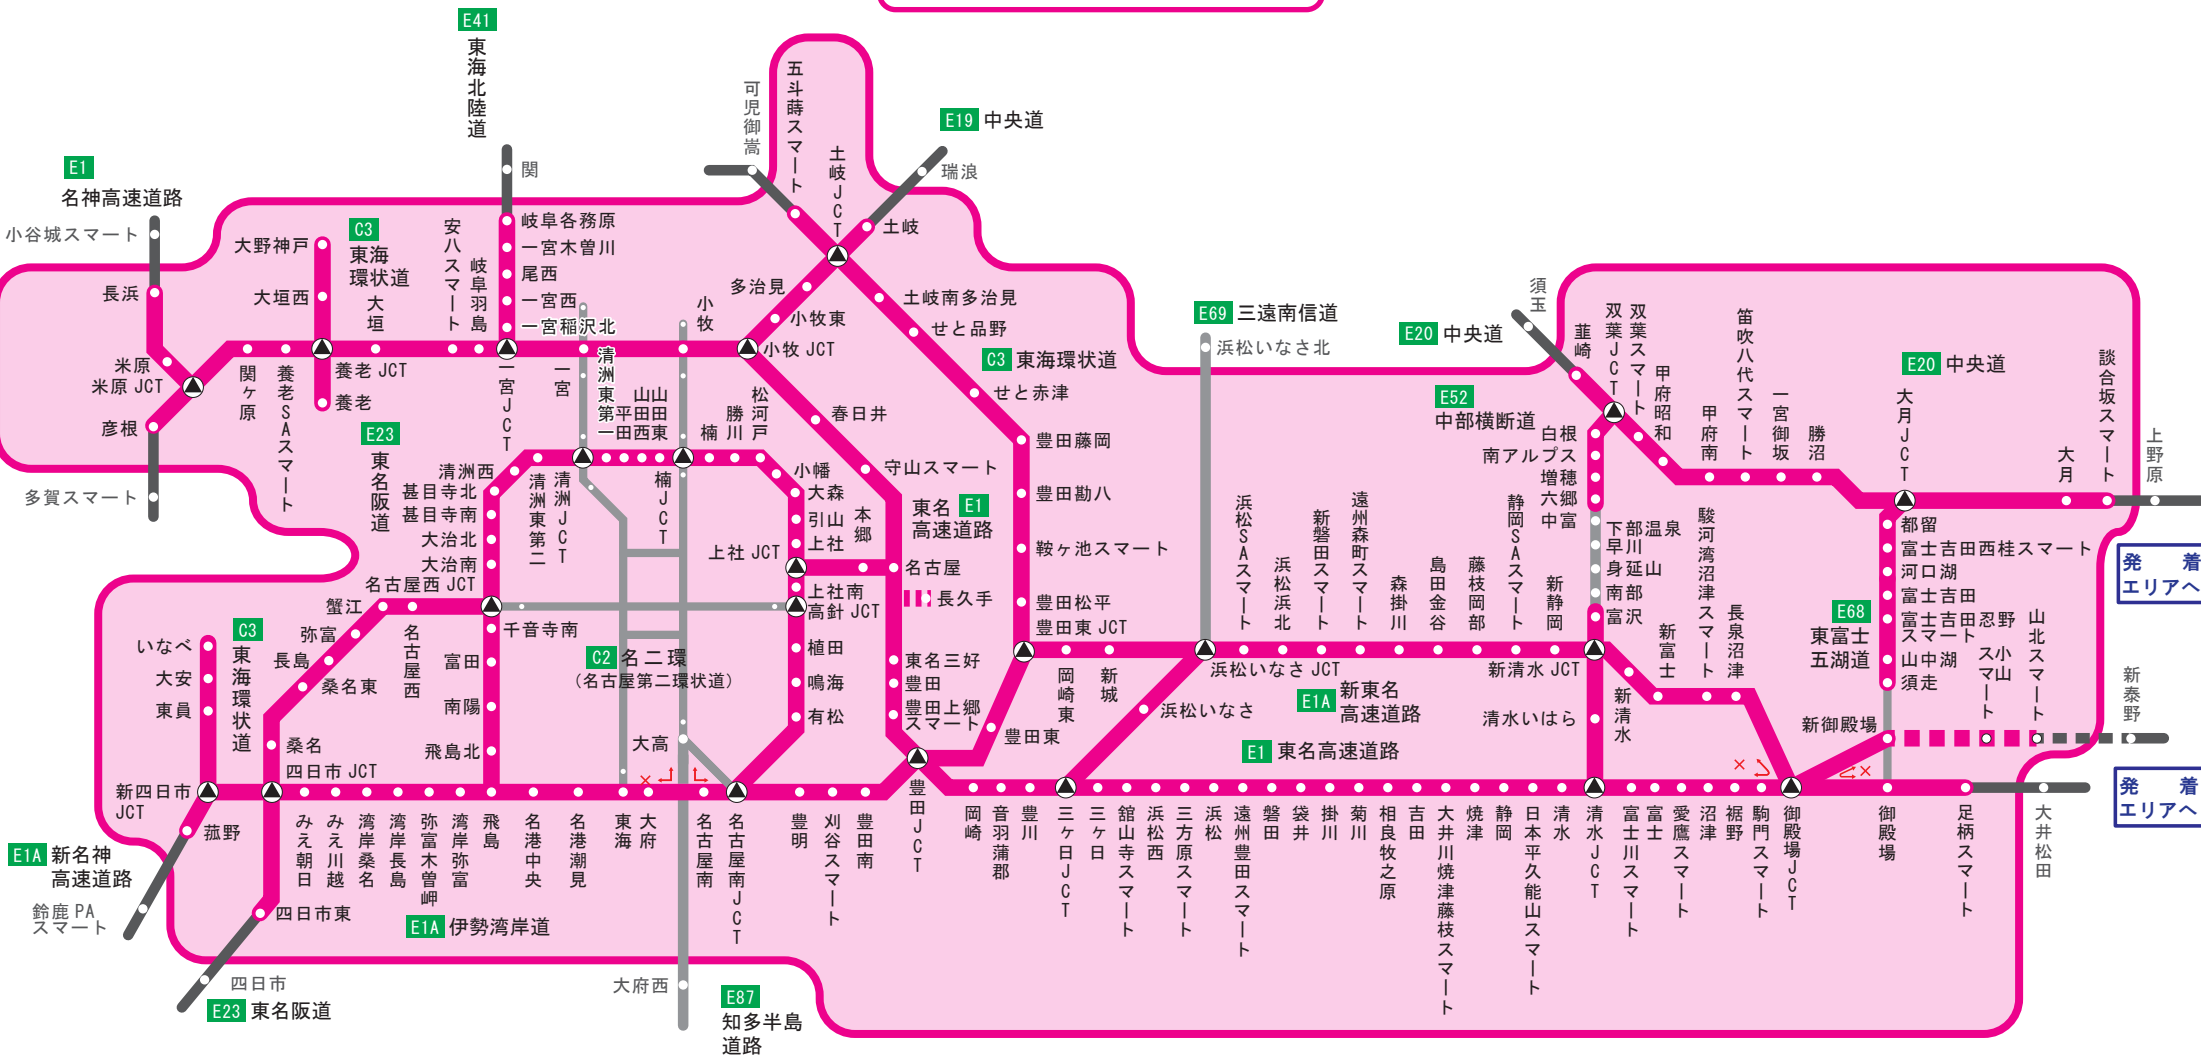 E41
東海北陸道
可児御嵩
五斗蒔スマート
土岐JCT
E19 中央道
瑞浪
土岐
E1
名神高速道路
小谷城スマート
長浜
米原
米原 JCT
彦根
多賀スマート
関ヶ原
養老SAスマート
大野神戸
大垣西
C3
東海
環状道
養老 JCT
養老
大垣
安八スマート
岐阜羽島
関
岐阜各務原
一宮木曽川
尾西
一宮西
一宮稲沢北
一宮JCT
一宮
小牧
小牧 JCT
小牧東
多治見
土岐南多治見
せと品野
C3 東海環状道
せと赤津
豊田藤岡
豊田勘八
鞍ヶ池スマート
豊田松平
豊田東 JCT
E23
東名阪道
清洲西
甚目寺北
甚目寺南
大治北
大治南
名古屋西 JCT
清洲東第二
清洲JCT
清洲東第一
平田
山田西
山田東
楠JCT
楠
勝川
松河戸
小幡
大森
引山
上社
本郷
上社 JCT
上社南
高針 JCT
植田
鳴海
有松
春日井
守山スマート
東名 E1
高速道路
名古屋
長久手
東名三好
豊田
豊田上郷
スマート
豊田東
豊田JCT
蟹江
弥富
長島
桑名東
名古屋西
桑名
四日市 JCT
千音寺南
富田
南陽
飛島北
C2 名二環
(名古屋第二環状道)
大高
C3
東海環状道
いなべ
大安
東員
新四日市
JCT
菰野
E1A 新名神
高速道路
鈴鹿 PA
スマート
四日市東
四日市
E23 東名阪道
みえ朝日
みえ川越
湾岸桑名
湾岸長島
弥富木曽岬
湾岸弥富
飛島
名港中央
名港潮見
東海
大府
名古屋南
名古屋南JCT
豊明
刈谷スマート
豊田南
E1A 伊勢湾岸道
大府西
E87
知多半島
道路
E69 三遠南信道
浜松いなさ北
岡崎東
新城
浜松いなさ JCT
浜松いなさ
浜松SAスマート
浜松浜北
新磐田スマート
遠州森町スマート
森掛川
島田金谷
藤枝岡部
静岡SAスマート
新静岡
新清水 JCT
E1A 新東名
高速道路
E1 東名高速道路
清水いはら
新清水
新富士
駿河湾沼津スマート
長泉沼津
岡崎
音羽蒲郡
豊川
三ヶ日JCT
三ヶ日
舘山寺スマート
浜松西
三方原スマート
浜松
遠州豊田スマート
磐田
袋井
掛川
菊川
相良牧之原
吉田
大井川焼津藤枝スマート
焼津
静岡
日本平久能山スマート
清水
清水JCT
富士川スマート
富士
愛鷹スマート
沼津
裾野
駒門スマート
御殿場JCT
御殿場
足柄スマート
大井松田
E20 中央道
須玉
韮崎
双葉JCT
双葉スマート
甲府昭和
甲府南
笛吹八代スマート
一宮御坂
勝沼
E20 中央道
大月JCT
大月
談合坂スマート
上野原
E52
中部横断道
白根
南アルプス
増穂
六郷
中富
下部温泉
早川
身延山
南部
富沢
都留
富士吉田西桂スマート
河口湖
富士吉田
富士吉田忍野
スマート
山中湖
須走
E68
東富士
五湖道
新御殿場
小山
スマート
山北スマート
新秦野
発 着
エリアへ
発 着
エリアへ